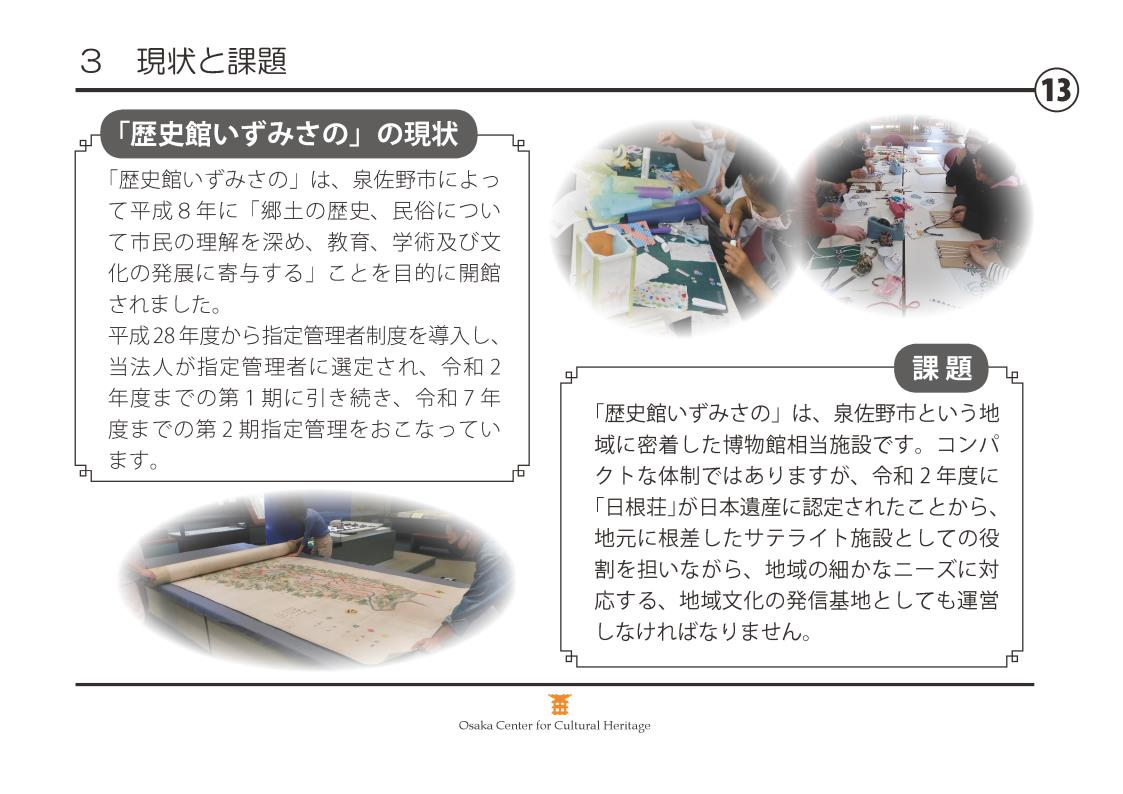 ３　現状と課題
13
「歴史館いずみさの」の現状
「歴史館いずみさの」は、泉佐野市によっ
て平成８年に「郷土の歴史、民俗につい
て市民の理解を深め、教育、学術及び文
化の発展に寄与する」ことを目的に開館
されました。
平成28年度から指定管理者制度を導入し、
当法人が指定管理者に選定され、令和２
年度までの第１期に引き続き、令和７年
度までの第２期指定管理をおこなってい
ます。
課 題
「歴史館いずみさの」は、泉佐野市という地
域に密着した博物館相当施設です。コンパ
クトな体制ではありますが、令和２年度に
「日根荘」が日本遺産に認定されたことから、
地元に根差したサテライト施設としての役
割を担いながら、地域の細かなニーズに対
応する、地域文化の発信基地としても運営
しなければなりません。
Osaka Center for Cultural Heritage